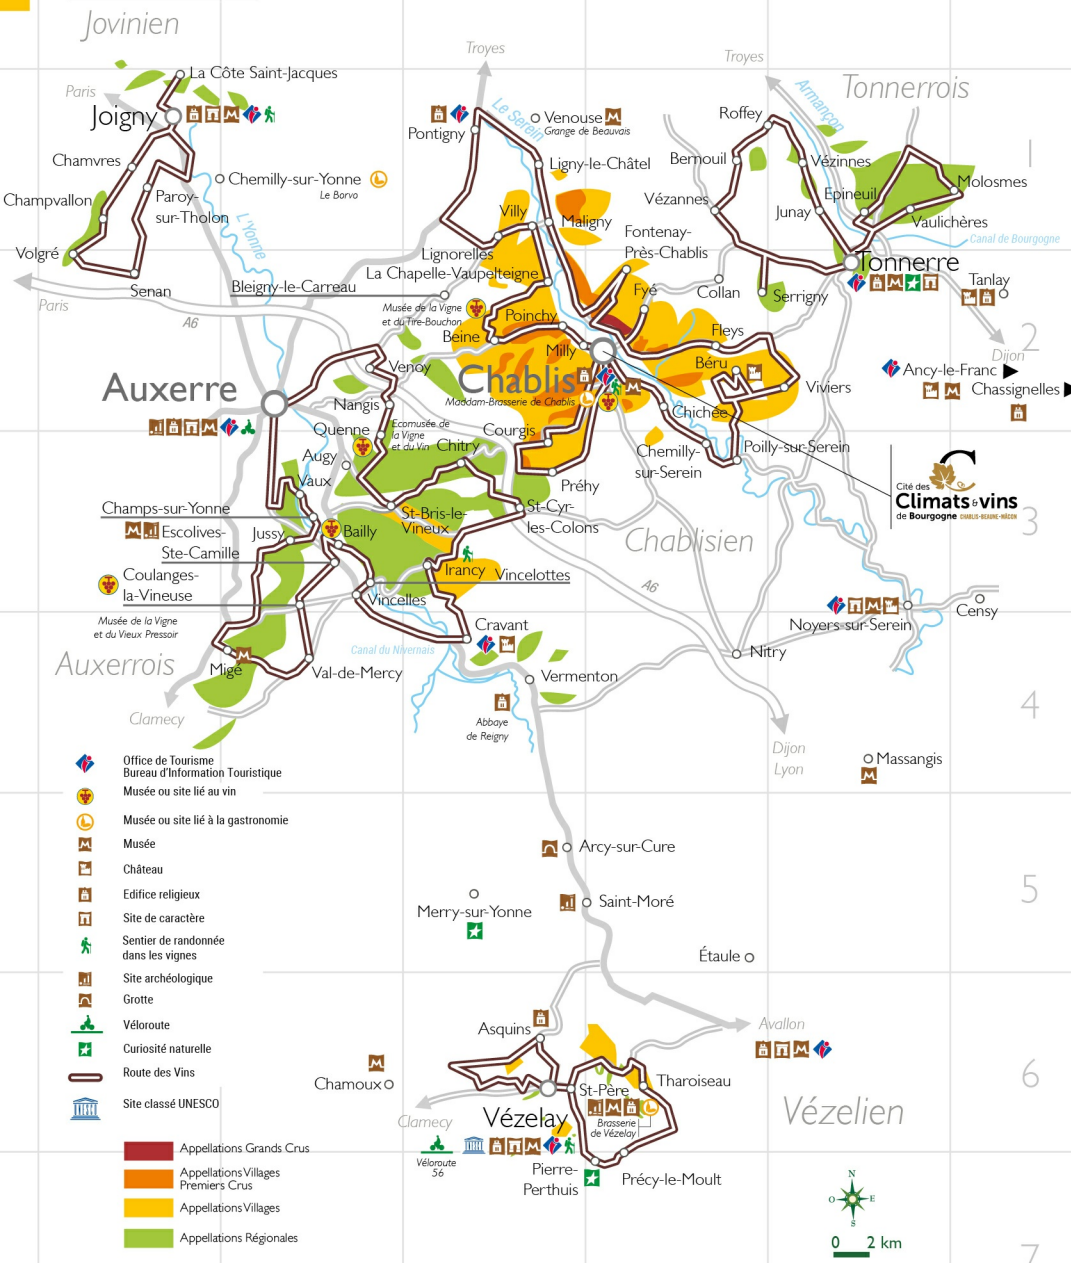 Jovinien
Troyes
Troyes
Tonnerrois
Paris
La Côte Saint-Jacques
Joigny
Le Serein
Armançon
Pontigny
Venouse
Grange de Beauvais
Roffey
1
Chamvres
Ligny-le-Châtel
Bernouil
Vézinnes
Chemilly-sur-Yonne
Le Borvo
Molosmes
Champvallon
Paroy-
sur-Tholon
L'Yonne
Villy
Maligny
Vézannes
Epineuil
Junay
Vaulichères
Fontenay-
Près-Chablis
Canal de Bourgogne
Volgré
Lignorelles
La Chapelle-Vaupelteigne
Tonnerre
Senan
Bleigny-le-Carreau
Fyé
Collan
Serrigny
Tanlay
Paris
A6
Musée de la Vigne
et du Tire-Bouchon
Poinchy
Beine
Fleys
2
Milly
Dijon
Venoy
Chablis
Béru
Ancy-le-Franc
Auxerre
Viviers
Chassignelles
Maddam-Brasserie de Chablis
Nangis
Chichée
Quenne
Ecomusée de
la Vigne
et du Vin
Courgis
Chitry
Chemilly-
sur-Serein
Poilly-sur-Serein
Augy
Vaux
Préhy
Cité des
Climats & vins
de Bourgogne CHABLIS-BEAUNE-MÂCON
Champs-sur-Yonne
St-Bris-le-
Vineux
St-Cyr-
les-Colons
3
Escolives-
Ste-Camille
Jussy
Bailly
Chablisien
Coulanges-
la-Vineuse
Irancy
Vincelottes
A6
Vincelles
Censy
Musée de la Vigne
et du Vieux Pressoir
Cravant
Noyers-sur-Serein
Canal du Nivernais
Auxerrois
Migé
Val-de-Mercy
Nitry
Vermenton
Clamecy
4
Abbaye
de Reigny
Dijon
Lyon
Massangis
Office de Tourisme
Bureau d'Information Touristique
Musée ou site lié au vin
Musée ou site lié à la gastronomie
Musée
Château
Edifice religieux
Site de caractère
Sentier de randonnée
dans les vignes
Site archéologique
Grotte
Véloroute
Curiosité naturelle
Route des Vins
Site classé UNESCO
Appellations Grands Crus
Appellations Villages
Premiers Crus
Appellations Villages
Appellations Régionales
Arcy-sur-Cure
5
Merry-sur-Yonne
Saint-Moré
Étaule
Asquins
Avallon
Chamoux
6
St-Père
Tharoiseau
Clamecy
Vézelay
Brasserie
de Vézelay
Vézelien
Véloroute
56
Pierre-
Perthuis
Précy-le-Moult
N
O
E
S
0 2 km
7